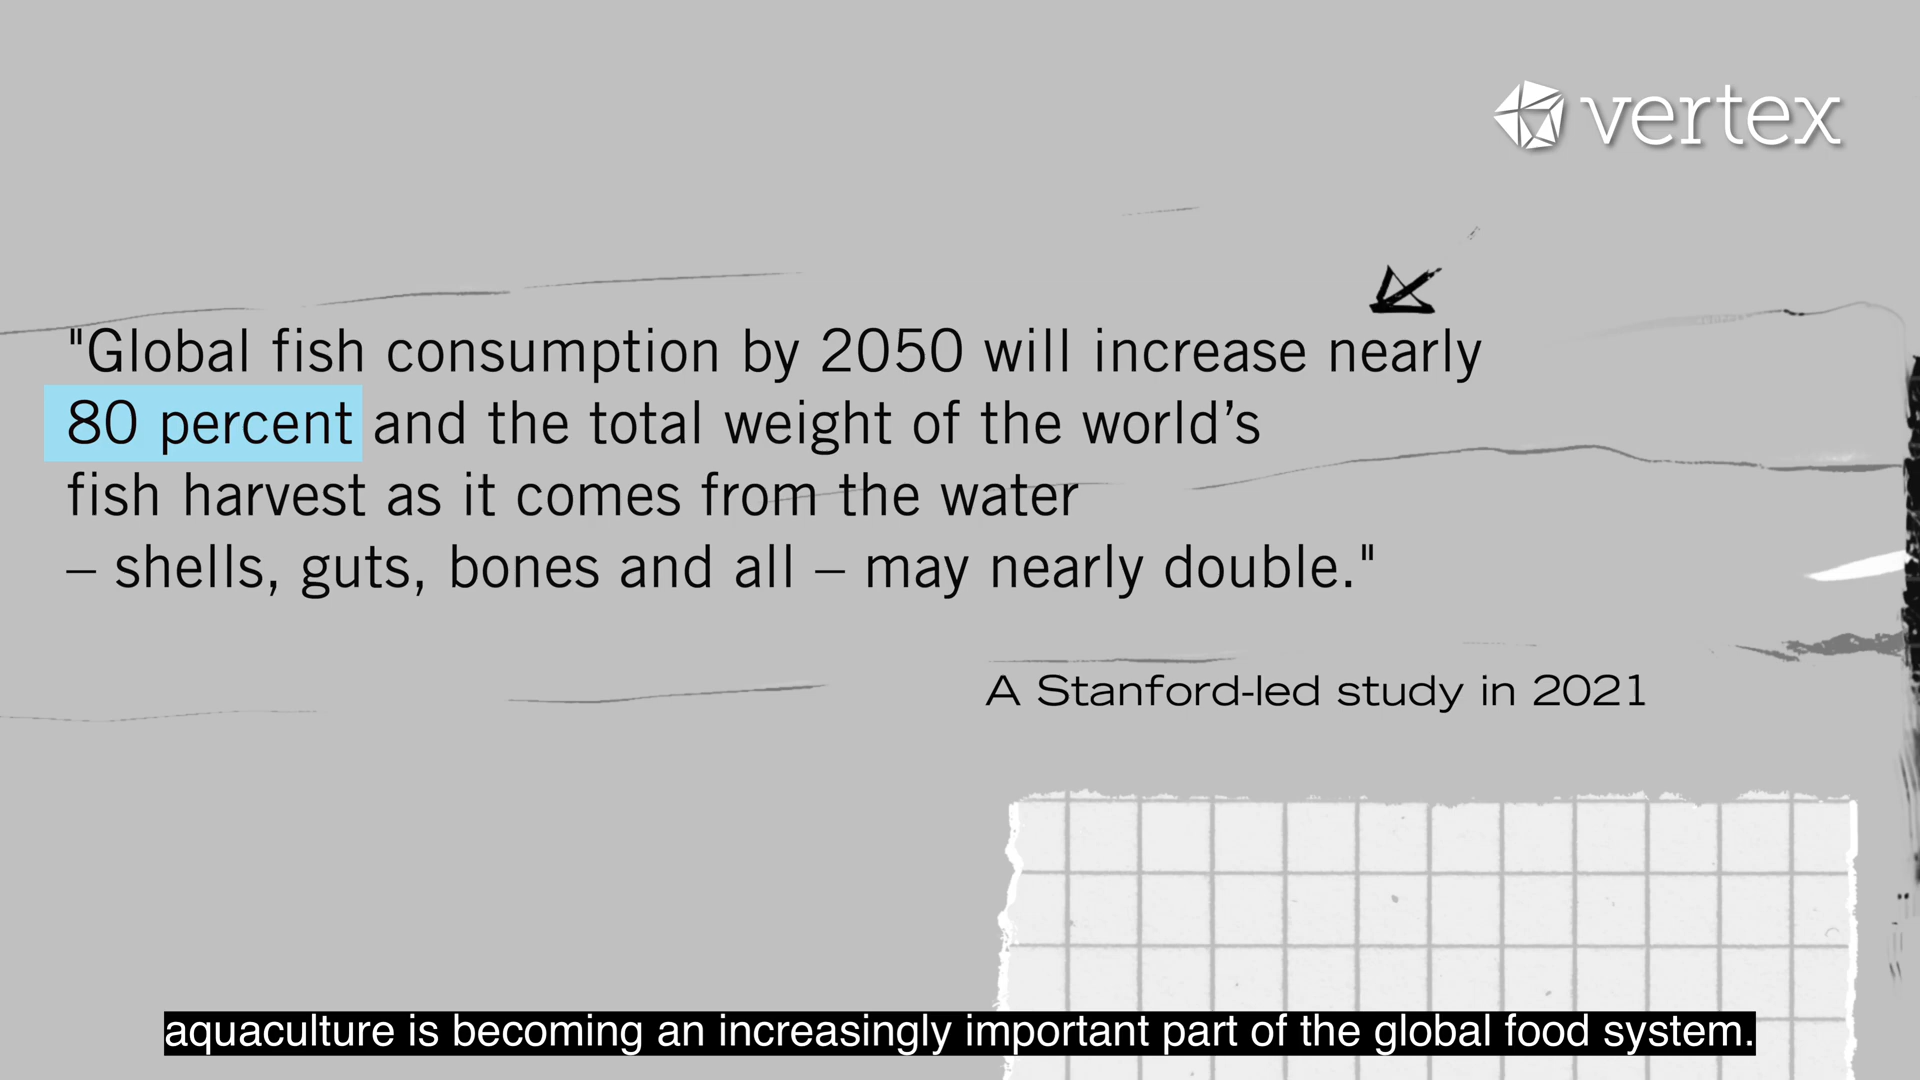 vertex
"Global fish consumption by 2050 will increase nearly
80 percent and the total weight of the world’s
fish harvest as it comes from the water
– shells, guts, bones and all – may nearly double."
A Stanford-led study in 2021
aquaculture is becoming an increasingly important part of the global food system.